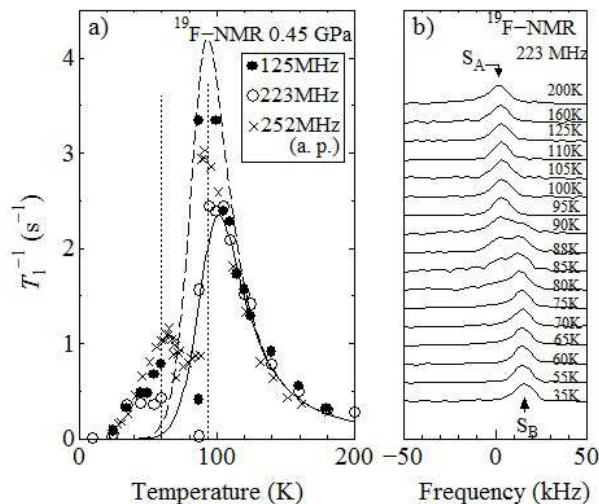 a)
¹⁹F−NMR 0.45 GPa
125MHz
223MHz
252MHz
(a. p.)
4
3
2
1
0
T₁⁻¹ (s⁻¹)
0
100
200
Temperature (K)
b)
¹⁹F−NMR
223 MHz
S_A
200K
160K
125K
110K
105K
100K
95K
90K
88K
85K
80K
75K
70K
65K
60K
55K
35K
S_B
−50
0
50
Frequency (kHz)